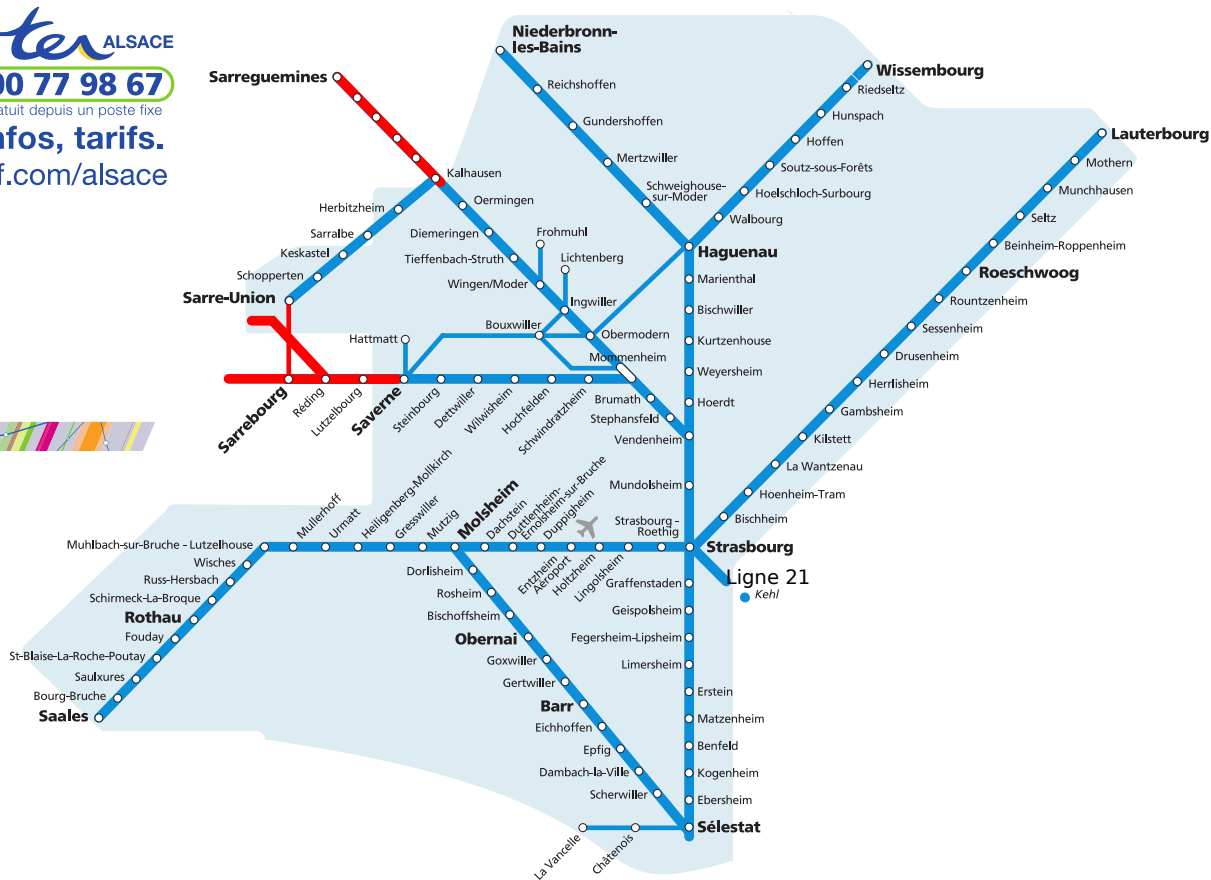 ter ALSACE
00 77 98 67
atuit depuis un poste fixe
nfos, tarifs.
f.com/alsace
Niederbronn-
les-Bains
Reichshoffen
Gundershoffen
Mertzwiller
Schweighouse-
sur-Moder
Wissembourg
Riedseltz
Hunspach
Hoffen
Soutz-sous-Forêts
Hoelschloch-Surbourg
Walbourg
Haguenau
Lauterbourg
Mothern
Munchhausen
Seltz
Beinheim-Roppenheim
Roeschwoog
Rountzenheim
Sessenheim
Drusenheim
Herrlisheim
Gambsheim
Kilstett
La Wantzenau
Hoenheim-Tram
Bischheim
Sarreguemines
Kalhausen
Oermingen
Diemeringen
Tieffenbach-Struth
Wingen/Moder
Frohmuhl
Lichtenberg
Ingwiller
Bouxwiller
Obermodern
Mommenheim
Herbitzheim
Sarralbe
Keskastel
Schopperten
Sarre-Union
Hattmatt
Sarrebourg
Réding
Lutzelbourg
Saverne
Steinbourg
Dettwiller
Wilwisheim
Hochfelden
Schwindratzheim
Brumath
Stephansfeld
Vendenheim
Marienthal
Bischwiller
Kurtzenhouse
Weyersheim
Hoerdt
Mundolsheim
Strasbourg -
Roethig
Strasbourg
Ligne 21
Kehl
Muhlbach-sur-Bruche - Lutzelhouse
Mullerhoff
Urmatt
Heiligenberg-Mollkirch
Gresswiller
Mutzig
Molsheim
Dachstein
Duttlenheim-
Ernolsheim-sur-Bruche
Duppigheim
Entzheim
Aéroport
Holtzheim
Lingolsheim
Wisches
Russ-Hersbach
Schirmeck-La-Broque
Rothau
Fouday
St-Blaise-La-Roche-Poutay
Saulxures
Bourg-Bruche
Saales
Dorlisheim
Rosheim
Bischoffsheim
Obernai
Goxwiller
Gertwiller
Barr
Eichhoffen
Epfig
Dambach-la-Ville
Scherwiller
Graffenstaden
Geispolsheim
Fegersheim-Lipsheim
Limersheim
Erstein
Matzenheim
Benfeld
Kogenheim
Ebersheim
Sélestat
Châtenois
La Vancelle